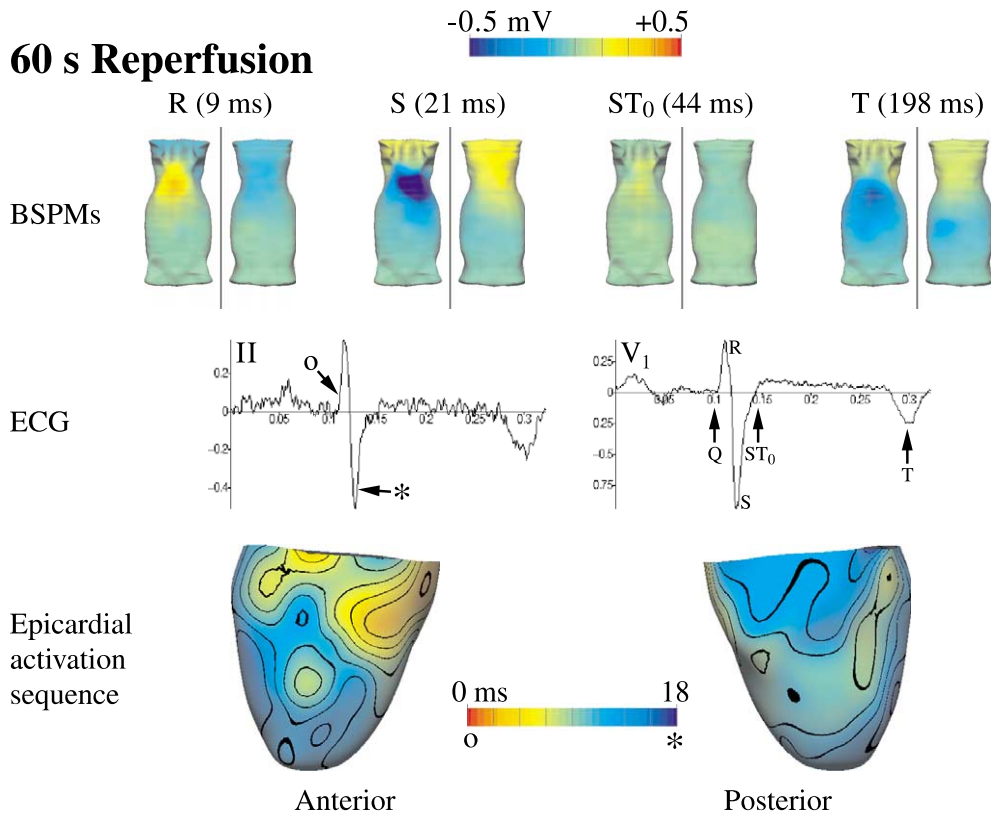 -0.5 mV +0.5
60 s Reperfusion
R (9 ms) S (21 ms) ST₀ (44 ms) T (198 ms)
BSPMs
ECG
II
o
*
0.2
0
-0.2
-0.4
0.05 0.1 0.15 0.2 0.25 0.3
V₁
R
Q
S
ST₀
T
0.25
0
0.25
-0.5
0.75
0.05 0.1 0.15 0.2 0.25 0.3
Epicardial
activation
sequence
0 ms 18
o *
Anterior Posterior